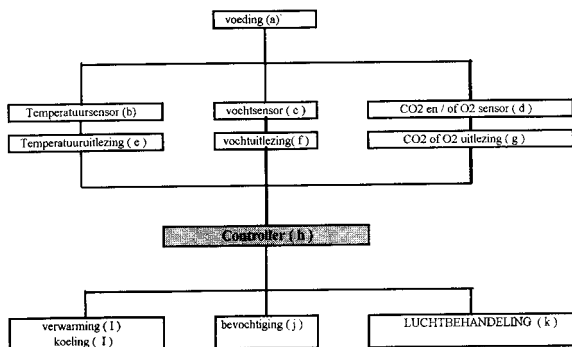 voeding (a)
Temperatuursensor (b)
vochtsensor ( c )
CO2 en / of O2 sensor ( d )
Temperatuuruitlezing ( e )
vochtuitlezing( f )
CO2 of O2 uitlezing ( g )
Controller ( h )
verwarming ( I )
koeling ( I )
bevochtiging ( j )
LUCHTBEHANDELING ( k )